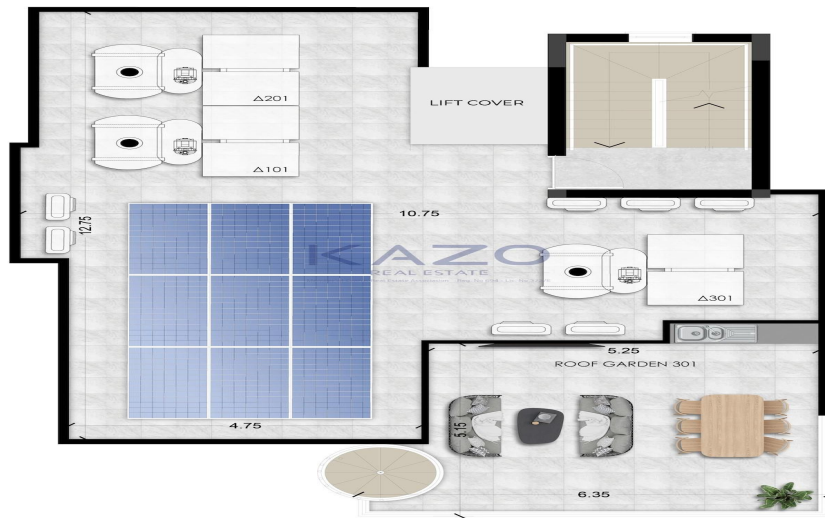 LIFT COVER
△201
△101
10.75
12.75
KAZO
REAL ESTATE
△301
5.25
ROOF GARDEN 301
4.75
5.15
6.35